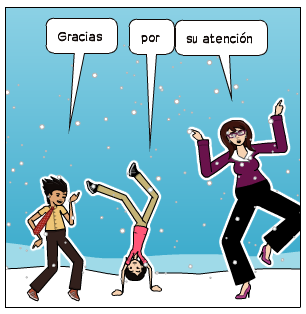 Gracias
por
su atención